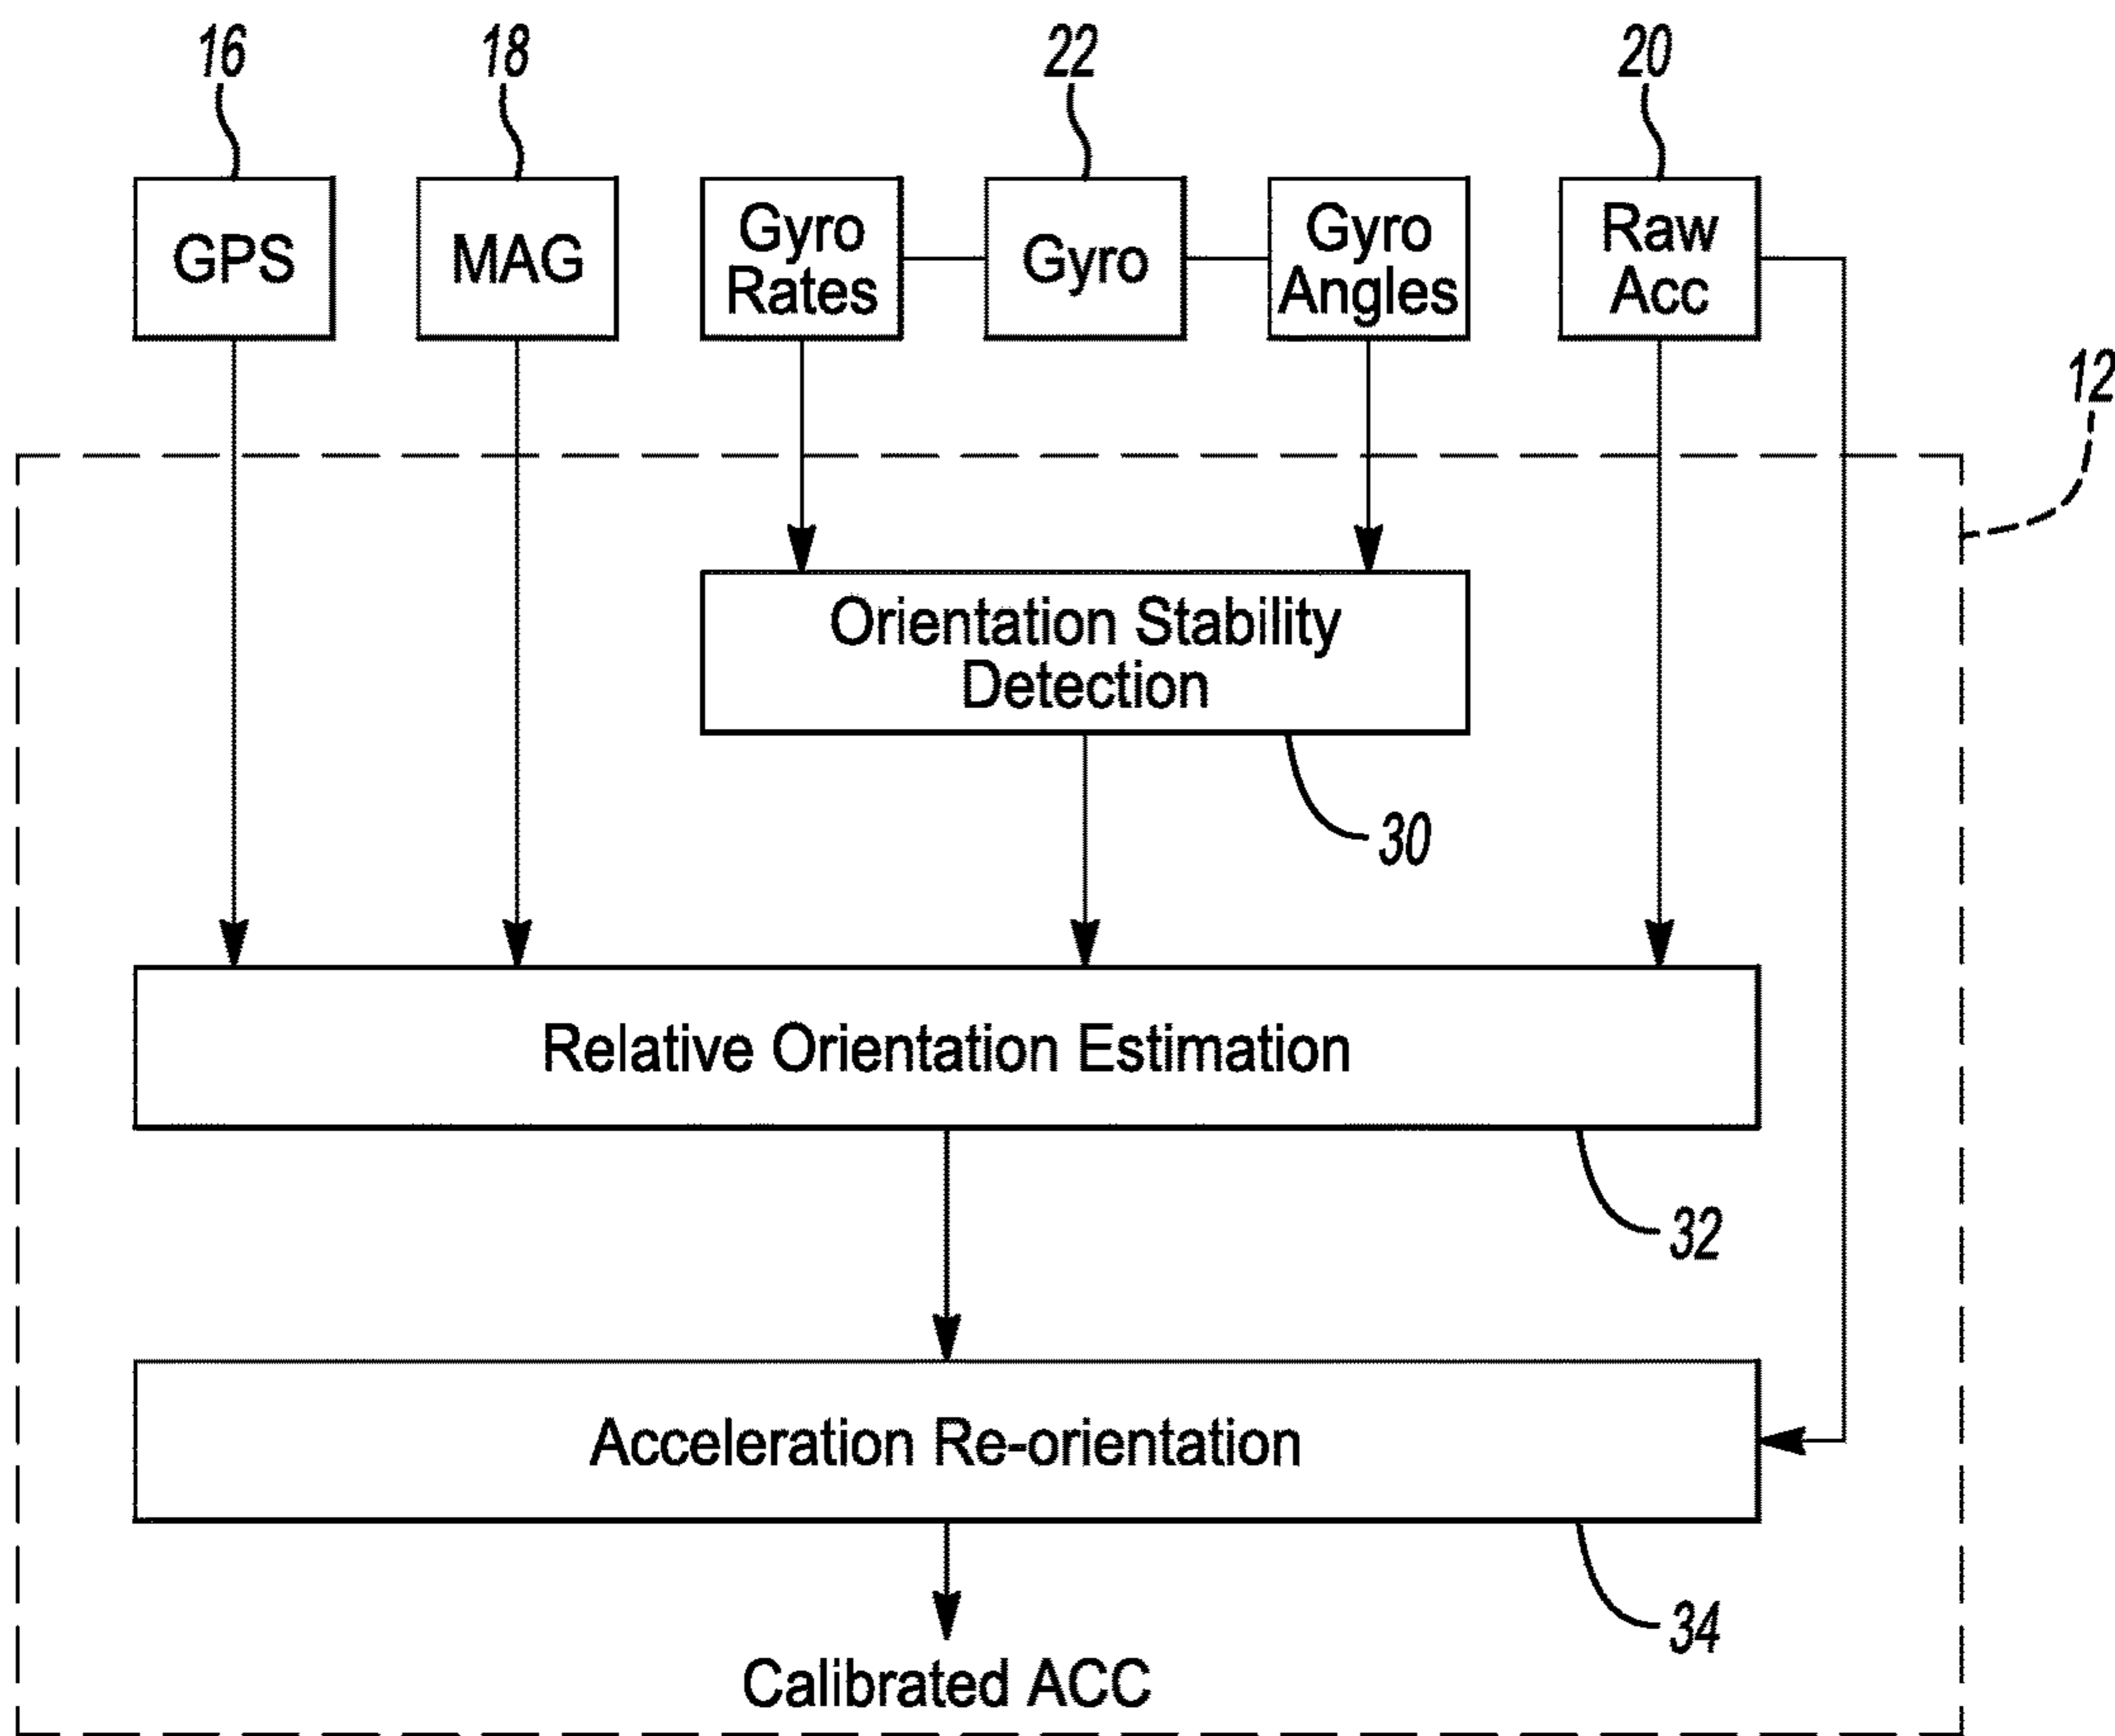 16
18
22
20
GPS
MAG
Gyro
Rates
Gyro
Gyro
Angles
Raw
Acc
12
Orientation Stability
Detection
30
Relative Orientation Estimation
32
Acceleration Re-orientation
34
Calibrated ACC